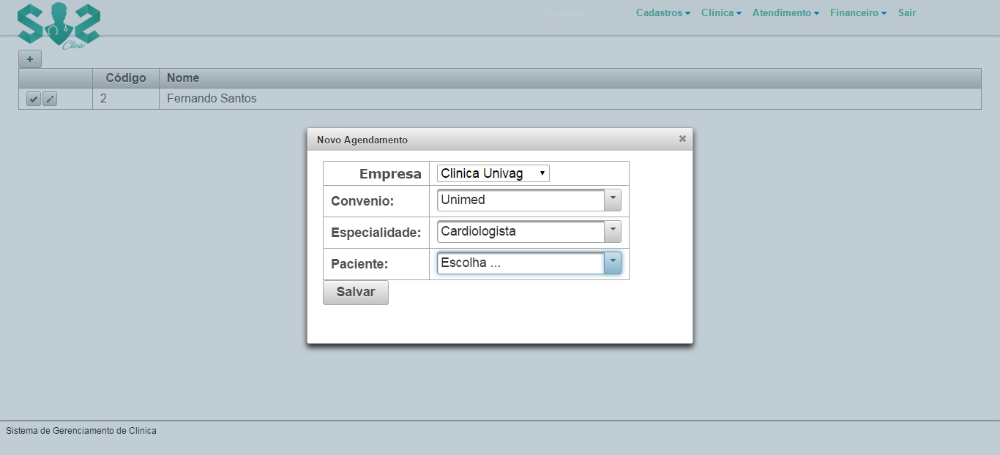 Clinic
Cadastros Clínica Atendimento Financeiro Sair
+
Código Nome
2 Fernando Santos
Novo Agendamento
Empresa Clinica Univag
Convenio: Unimed
Especialidade: Cardiologista
Paciente: Escolha ...
Salvar
Sistema de Gerenciamento de Clinica